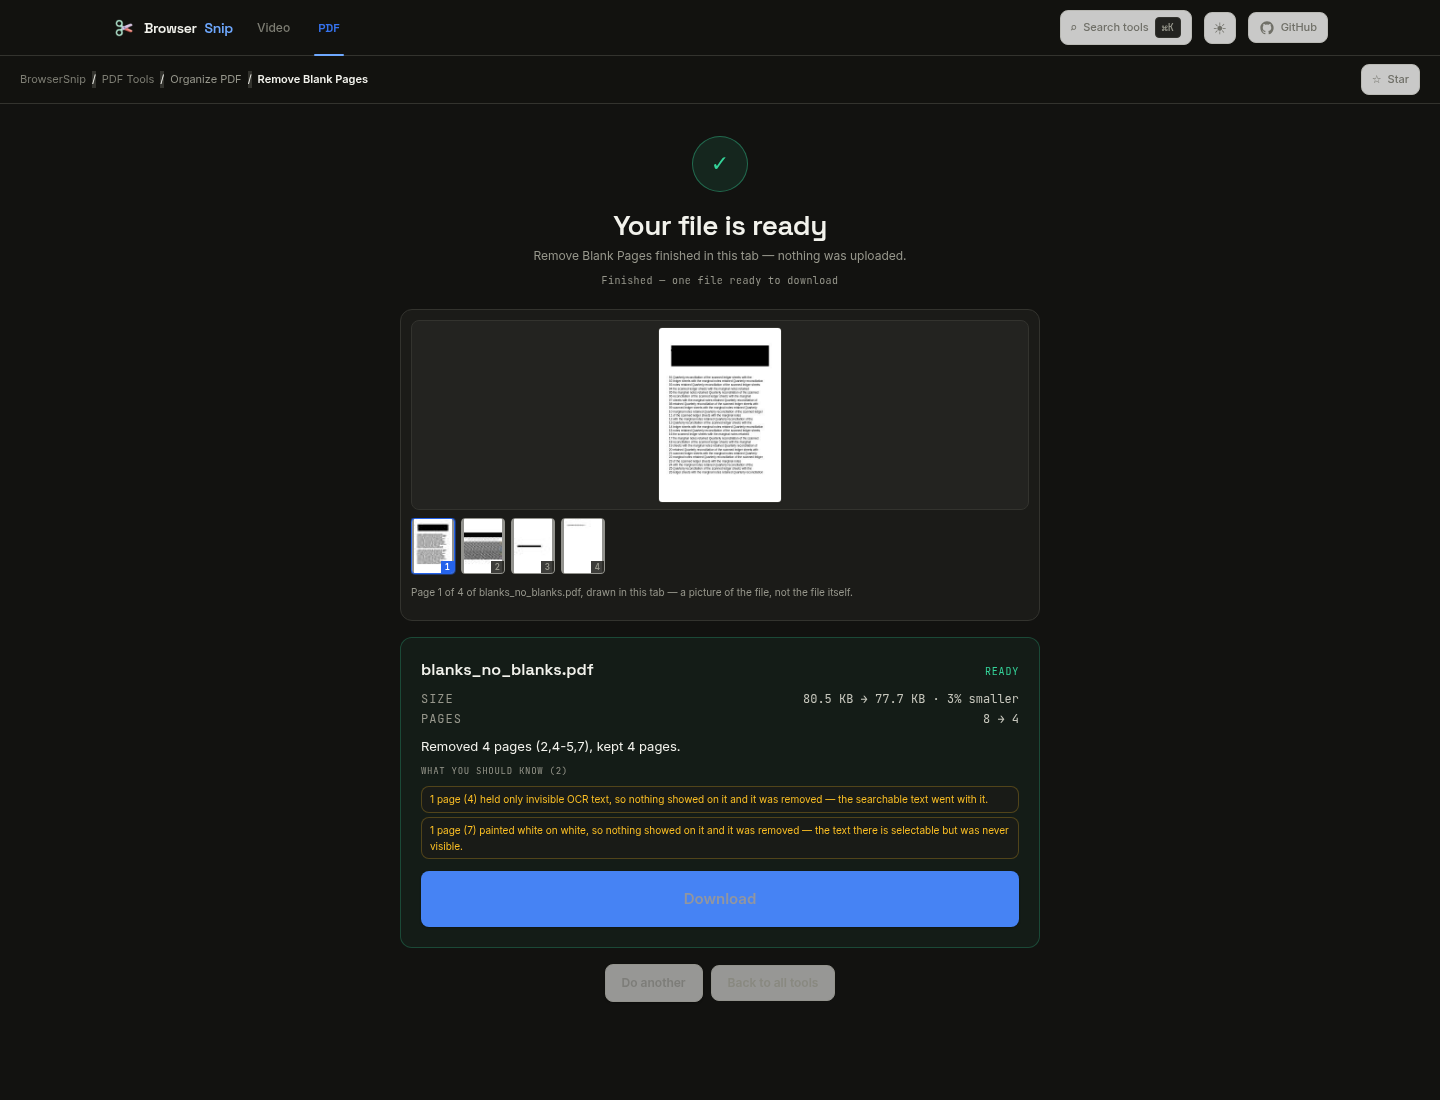 Browser Snip
Video
PDF
Search tools ⌘K
GitHub
BrowserSnip / PDF Tools / Organize PDF / Remove Blank Pages
☆ Star
✓
Your file is ready
Remove Blank Pages finished in this tab — nothing was uploaded.
Finished — one file ready to download
1
2
3
4
Page 1 of 4 of blanks_no_blanks.pdf, drawn in this tab — a picture of the file, not the file itself.
blanks_no_blanks.pdf
READY
SIZE
80.5 KB → 77.7 KB · 3% smaller
PAGES
8 → 4
Removed 4 pages (2,4-5,7), kept 4 pages.
WHAT YOU SHOULD KNOW (2)
1 page (4) held only invisible OCR text, so nothing showed on it and it was removed — the searchable text went with it.
1 page (7) painted white on white, so nothing showed on it and it was removed — the text there is selectable but was never
visible.
Download
Do another
Back to all tools